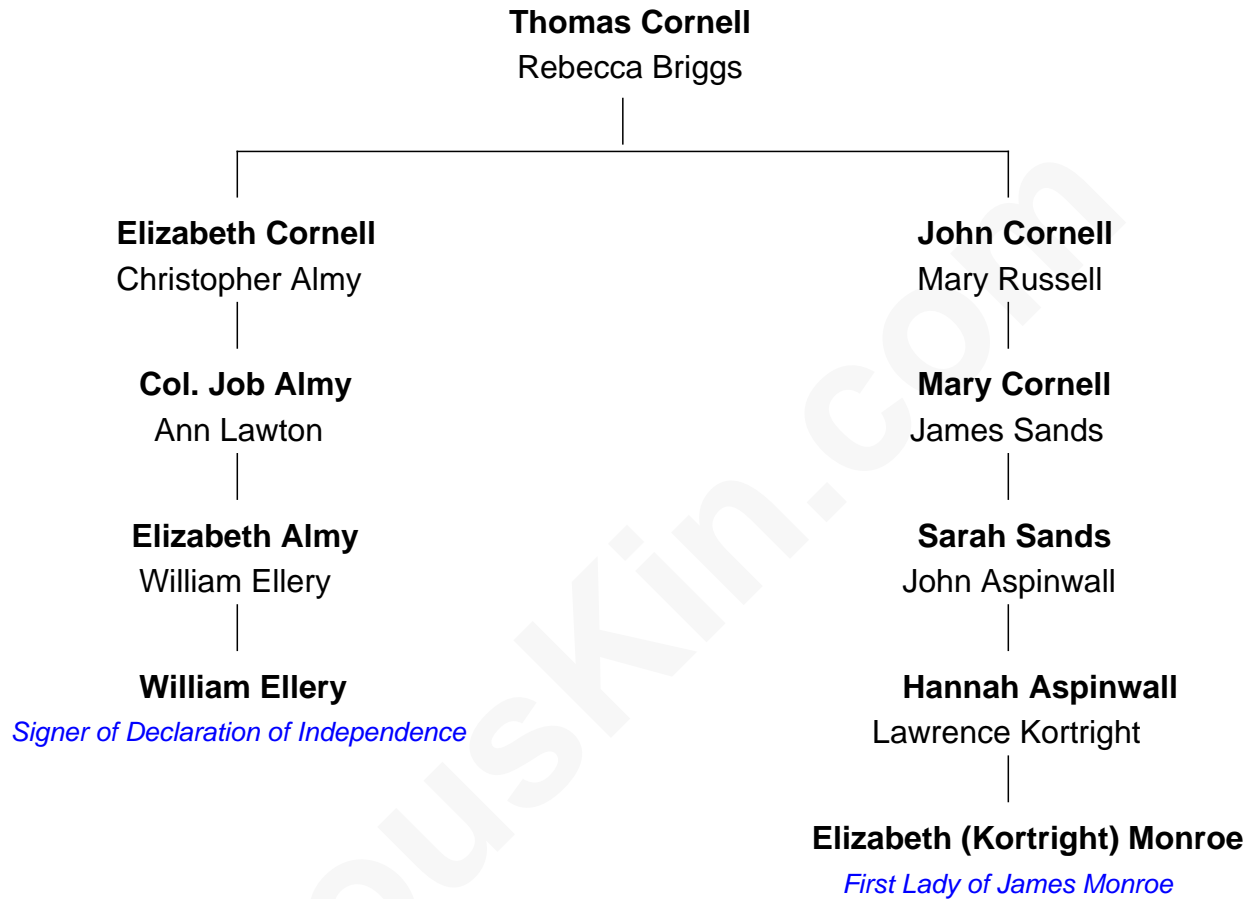 Thomas Cornell
Rebecca Briggs
Elizabeth Cornell
Christopher Almy
Col. Job Almy
Ann Lawton
Elizabeth Almy
William Ellery
William Ellery
Signer of Declaration of Independence
John Cornell
Mary Russell
Mary Cornell
James Sands
Sarah Sands
John Aspinwall
Hannah Aspinwall
Lawrence Kortright
Elizabeth (Kortright) Monroe
First Lady of James Monroe
ousKin.com